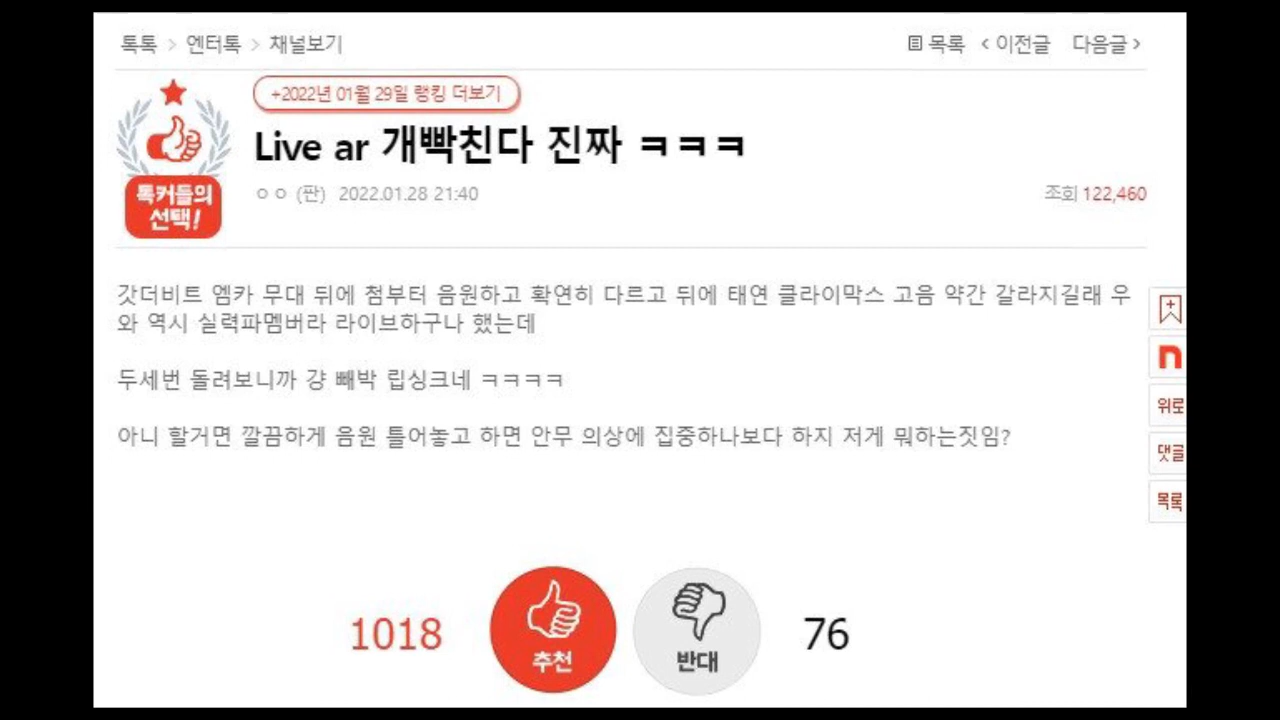 톡톡 > 엔터톡 > 채널보기
목록 < 이전글 다음글 >
+2022년 01월 29일 랭킹 더보기
Live ar 개빡친다 진짜 ㅋㅋㅋ
톡커들의
선택!
ㅇㅇ (판) 2022.01.28 21:40
조회 122,460
갓더비트 엠카 무대 뒤에 첨부터 음원하고 확연히 다르고 뒤에 태연 클라이막스 고음 약간 갈라지길래 우
와 역시 실력파멤버라 라이브하구나 했는데
두세번 돌려보니까 걍 빼박 립싱크네 ㅋㅋㅋㅋ
아니 할거면 깔끔하게 음원 틀어놓고 하면 안무 의상에 집중하나보다 하지 저게 뭐하는짓임?
n
위로
댓글
목록
1018 추천 반대 76